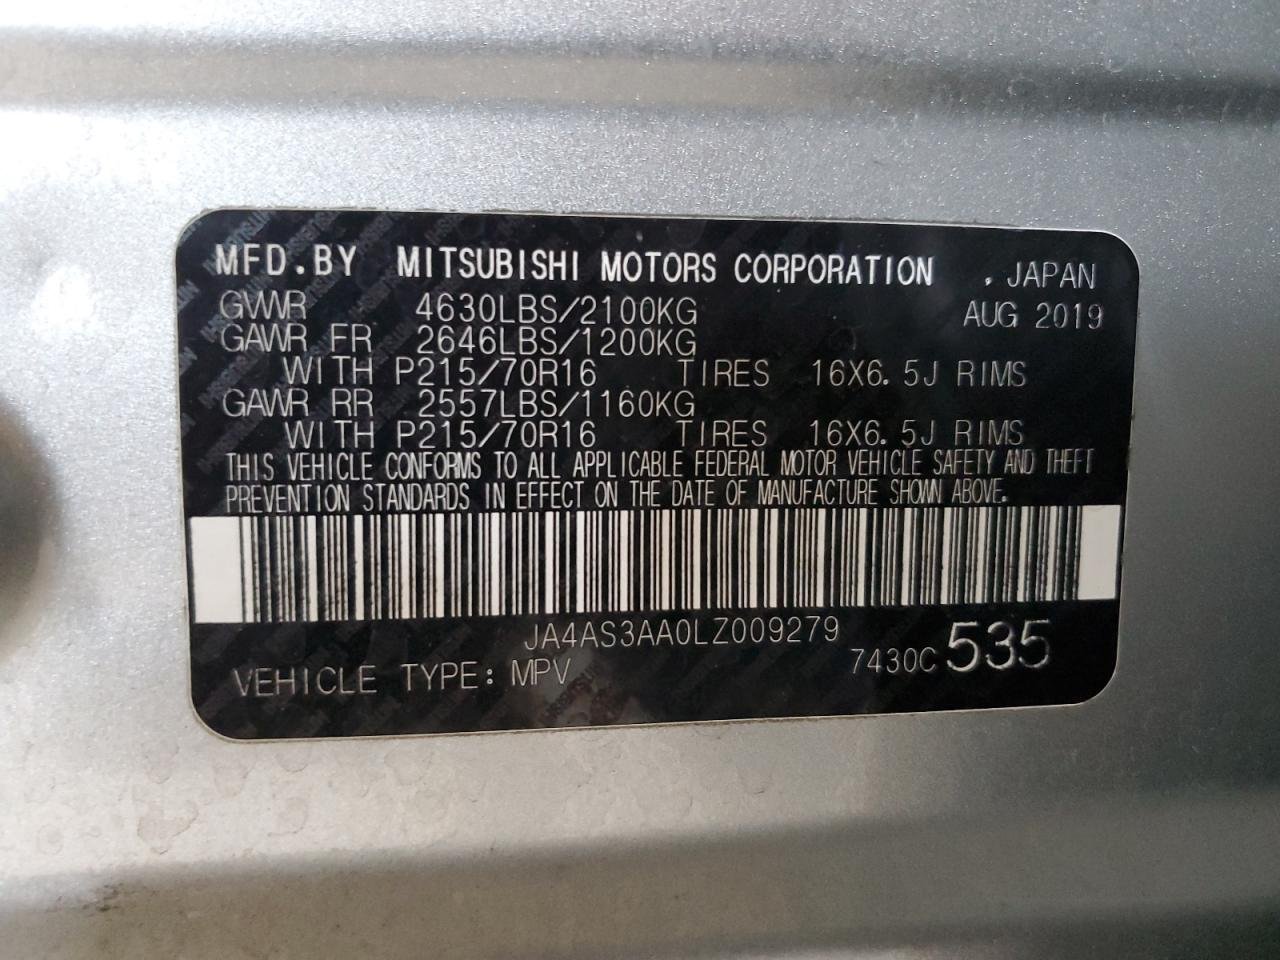 MFD.BY MITSUBISHI MOTORS CORPORATION . JAPAN
GVWR 4630LBS/2100KG AUG 2019
GAWR FR 2646LBS/1200KG
WITH P215/70R16 TIRES 16X6.5J RIMS
GAWR RR 2557LBS/1160KG
WITH P215/70R16 TIRES 16X6.5J RIMS
THIS VEHICLE CONFORMS TO ALL APPLICABLE FEDERAL MOTOR VEHICLE SAFETY AND THEFT
PREVENTION STANDARDS IN EFFECT ON THE DATE OF MANUFACTURE SHOWN ABOVE.
JA4AS3AA0LZ009279
VEHICLE TYPE: MPV 7430C 535